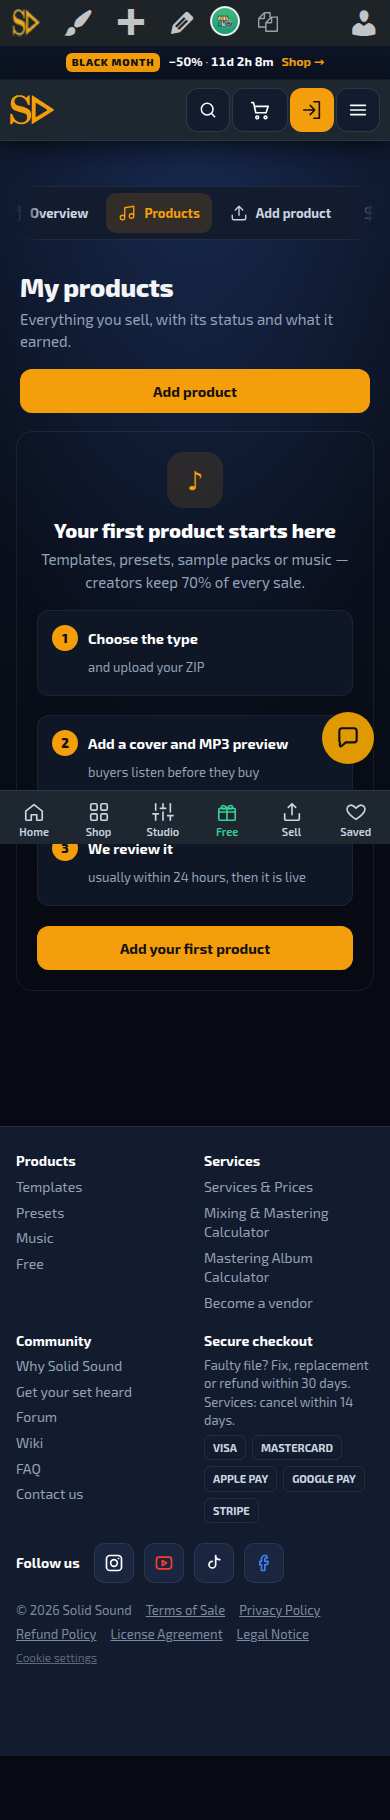 BLACK MONTH −50% · 11d 2h 8m Shop →
Overview Products Add product
My products
Everything you sell, with its status and what it
earned.
Add product
Your first product starts here
Templates, presets, sample packs or music —
creators keep 70% of every sale.
1 Choose the type
and upload your ZIP
2 Add a cover and MP3 preview
buyers listen before they buy
Home Shop Studio Free Sell Saved
3 We review it
usually within 24 hours, then it is live
Add your first product
Products
Templates
Presets
Music
Free
Services
Services & Prices
Mixing & Mastering
Calculator
Mastering Album
Calculator
Become a vendor
Community
Why Solid Sound
Get your set heard
Forum
Wiki
FAQ
Contact us
Secure checkout
Faulty file? Fix, replacement
or refund within 30 days.
Services: cancel within 14
days.
VISA MASTERCARD
APPLE PAY GOOGLE PAY
STRIPE
Follow us
© 2026 Solid Sound Terms of Sale Privacy Policy
Refund Policy License Agreement Legal Notice
Cookie settings